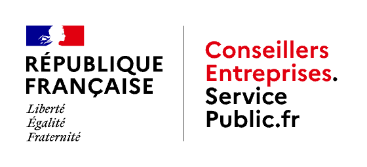 RÉPUBLIQUE
FRANÇAISE
Liberté
Égalité
Fraternité
Conseillers
Entreprises.
Service
Public.fr